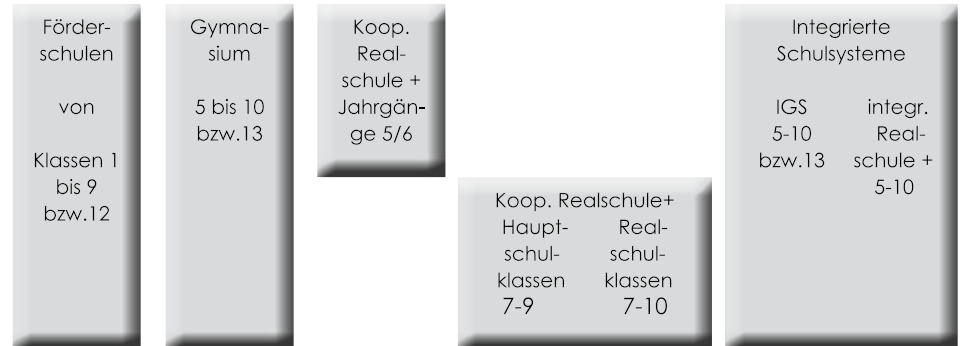 Förder-
schulen
von
Klassen 1
bis 9
bzw.12
Gymna-
sium
5 bis 10
bzw.13
Koop.
Real-
schule +
Jahrgän-
ge 5/6
Koop. Realschule+
Haupt-
schul-
klassen
7-9
Real-
schul-
klassen
7-10
Integrierte
Schulsysteme
IGS
5-10
bzw.13
integr.
Real-
schule +
5-10